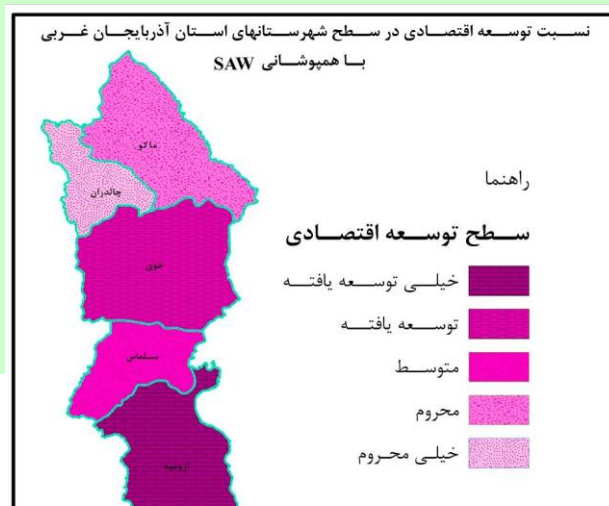 نسبت توسعه اقتصادی در سطح شهرستانهای استان آذربایجان غربی
با همپوشانی SAW
ماکو
چالدران
خوی
سلماس
ارومیه
راهنما
سطح توسعه اقتصادی
خیلی توسعه یافته
توسعه یافته
متوسط
محروم
خیلی محروم